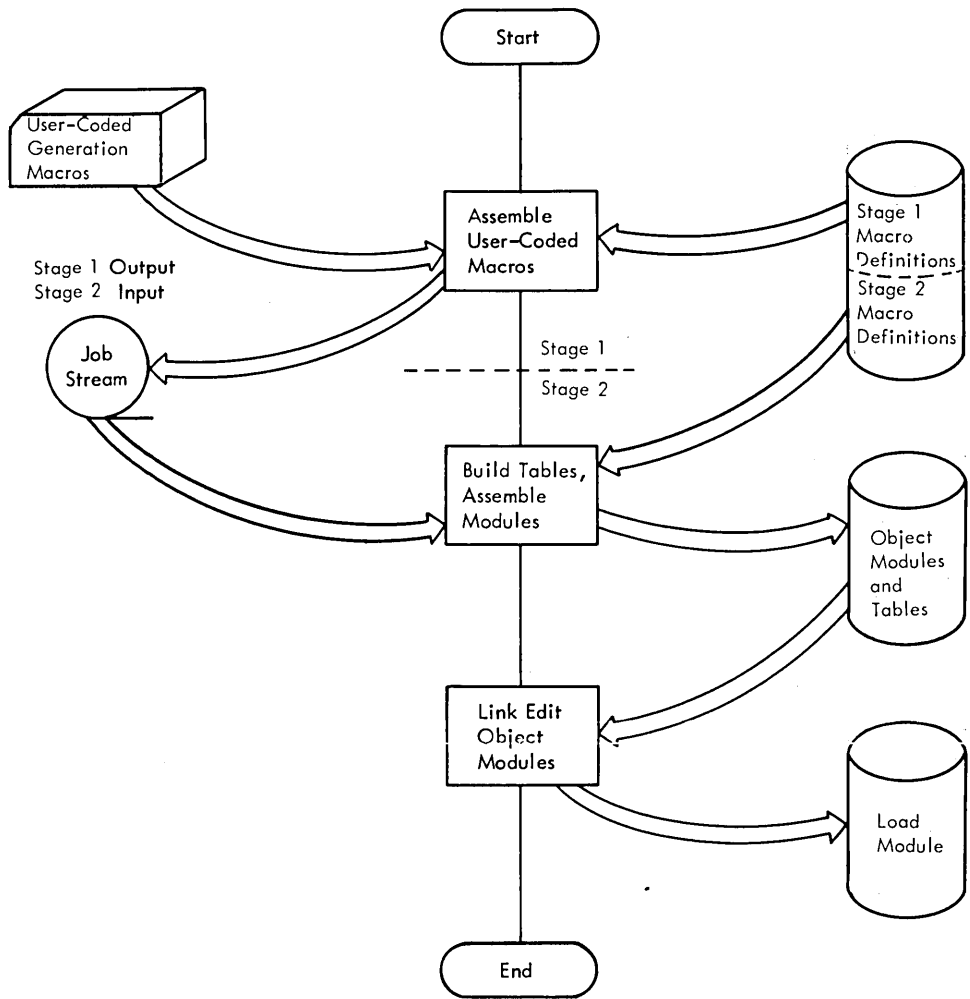 Start
User-Coded
Generation
Macros
Assemble
User-Coded
Macros
Stage 1
Macro
Definitions
Stage 2
Macro
Definitions
Stage 1 Output
Stage 2 Input
Job
Stream
Stage 1
Stage 2
Build Tables,
Assemble
Modules
Object
Modules
and
Tables
Link Edit
Object
Modules
Load
Module
End